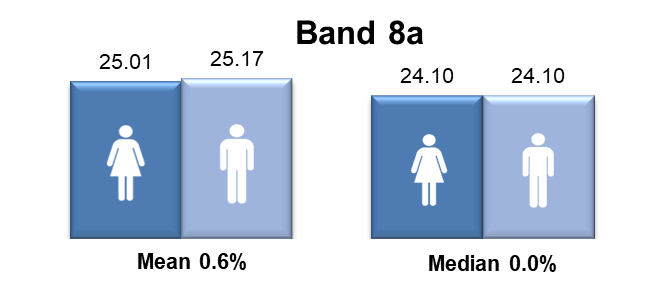 Band 8a
25.01 25.17
24.10 24.10
Mean 0.6%
Median 0.0%